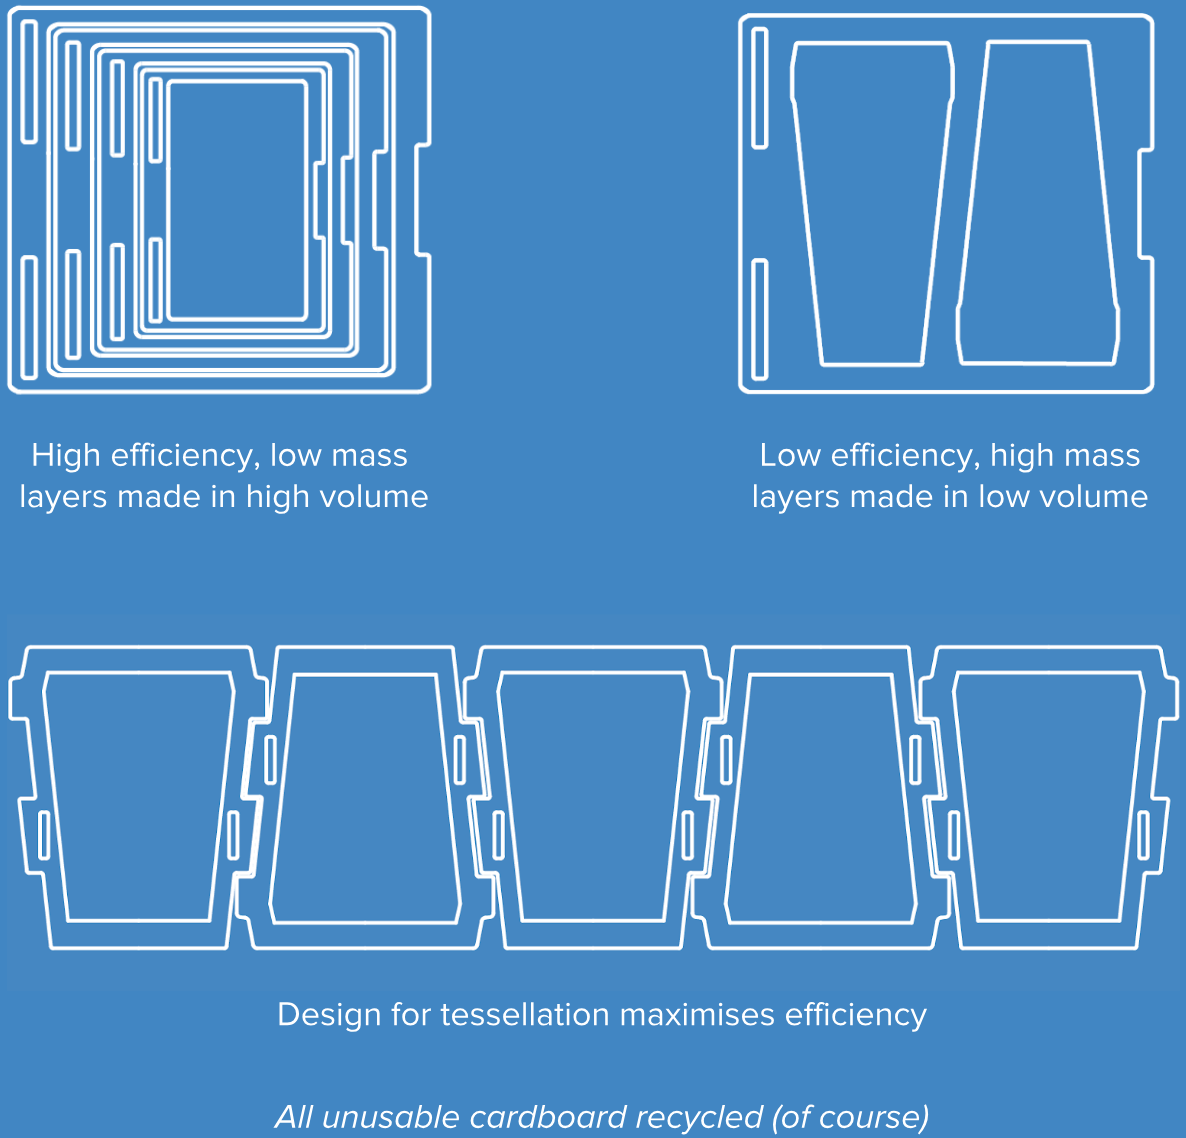 High efficiency, low mass
layers made in high volume
Low efficiency, high mass
layers made in low volume
Design for tessellation maximises efficiency
All unusable cardboard recycled (of course)